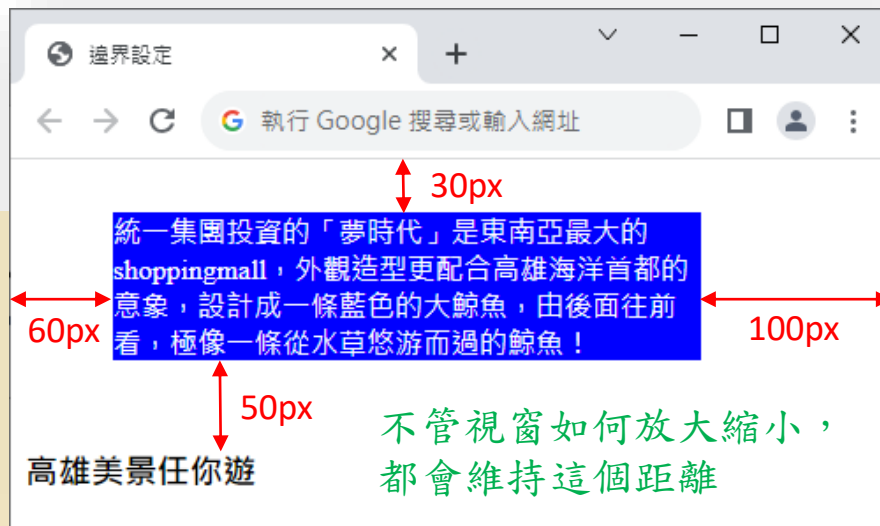 邊界設定
執行 Google 搜尋或輸入網址
30px
統一集團投資的「夢時代」是東南亞最大的
shoppingmall，外觀造型更配合高雄海洋首都的
意象，設計成一條藍色的大鯨魚，由後面往前
看，極像一條從水草悠游而過的鯨魚！
60px
100px
50px
不管視窗如何放大縮小，
都會維持這個距離
高雄美景任你遊